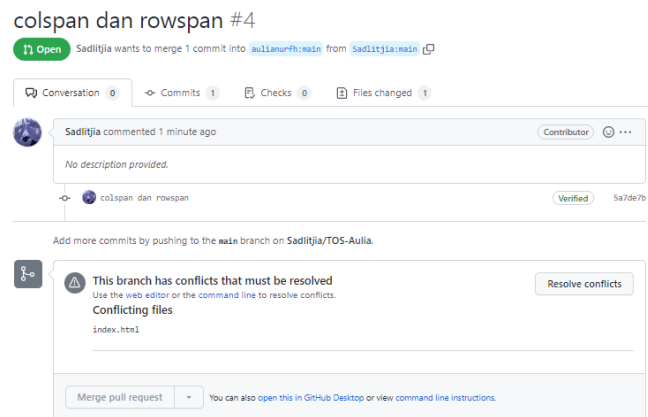 colspan dan rowspan #4
Open Sadlitjia wants to merge 1 commit into aulianurfh:main from Sadlitjia:main
Conversation 0 Commits 1 Checks 0 Files changed 1
Sadlitjia commented 1 minute ago Contributor
No description provided.
colspan dan rowspan Verified 5a7de7b
Add more commits by pushing to the main branch on Sadlitjia/TOS-Aulia.
This branch has conflicts that must be resolved Resolve conflicts
Use the web editor or the command line to resolve conflicts.
Conflicting files
index.html
Merge pull request You can also open this in GitHub Desktop or view command line instructions.